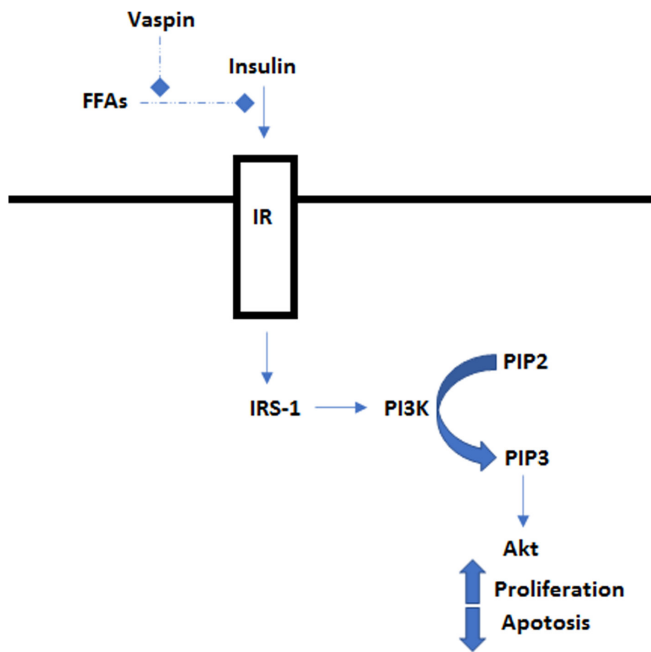 Vaspin
Insulin
FFAs
IR
IRS-1
PI3K
PIP2
PIP3
Akt
Proliferation
Apotosis